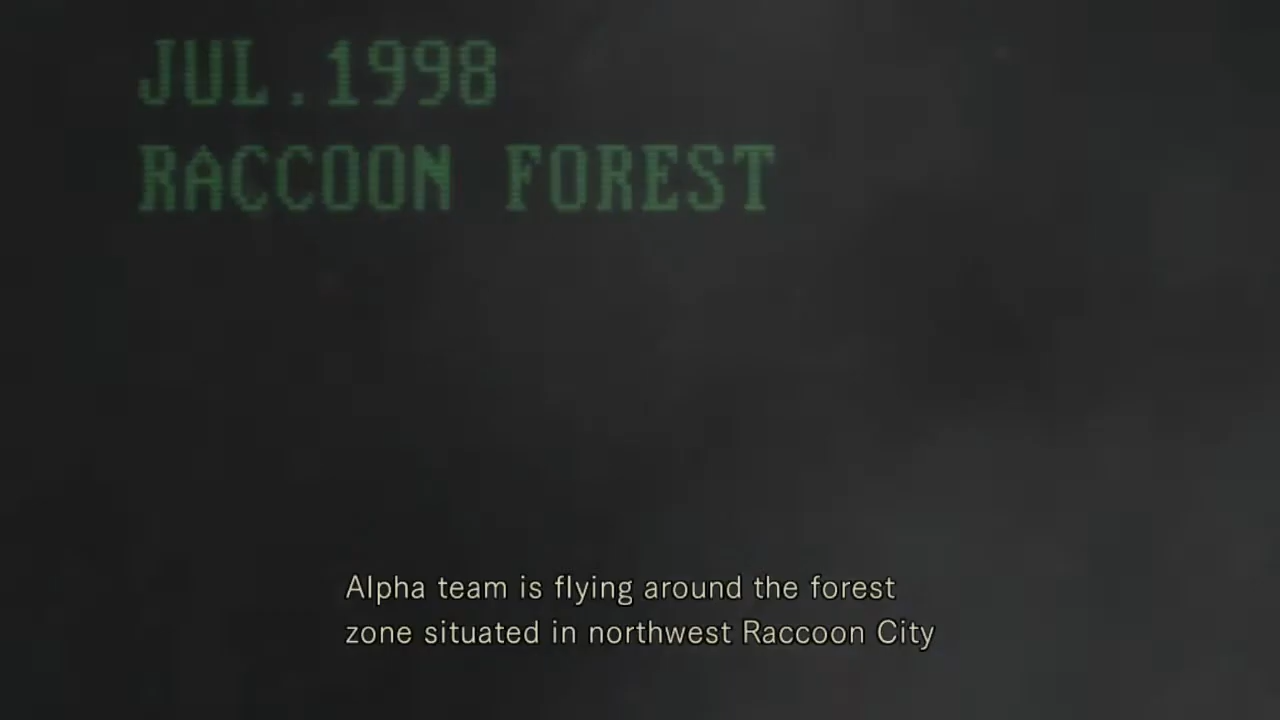 JUL.1998
RACCOON FOREST
Alpha team is flying around the forest
zone situated in northwest Raccoon City